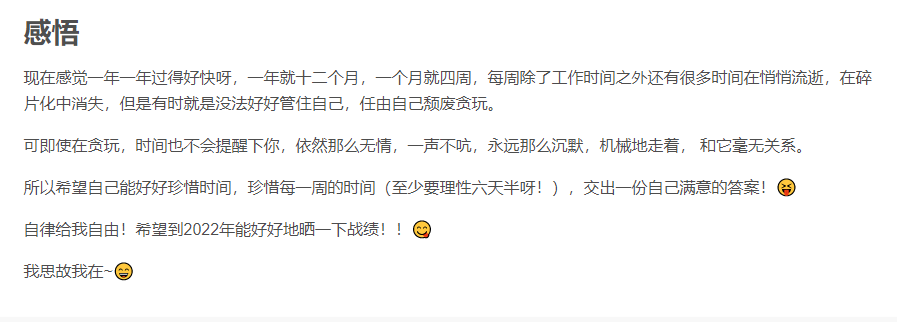 感悟
现在感觉一年一年过得好快呀，一年就十二个月，一个月就四周，每周除了工作时间之外还有很多时间在悄悄流逝，在碎
片化中消失，但是有时就是没法好好管住自己，任由自己颓废贪玩。
可即使在贪玩，时间也不会提醒下你，依然那么无情，一声不吭，永远那么沉默，机械地走着， 和它毫无关系。
所以希望自己能好好珍惜时间，珍惜每一周的时间（至少要理性六天半呀！），交出一份自己满意的答案！😝
自律给我自由！希望到2022年能好好地晒一下战绩！！😋
我思故我在~😄